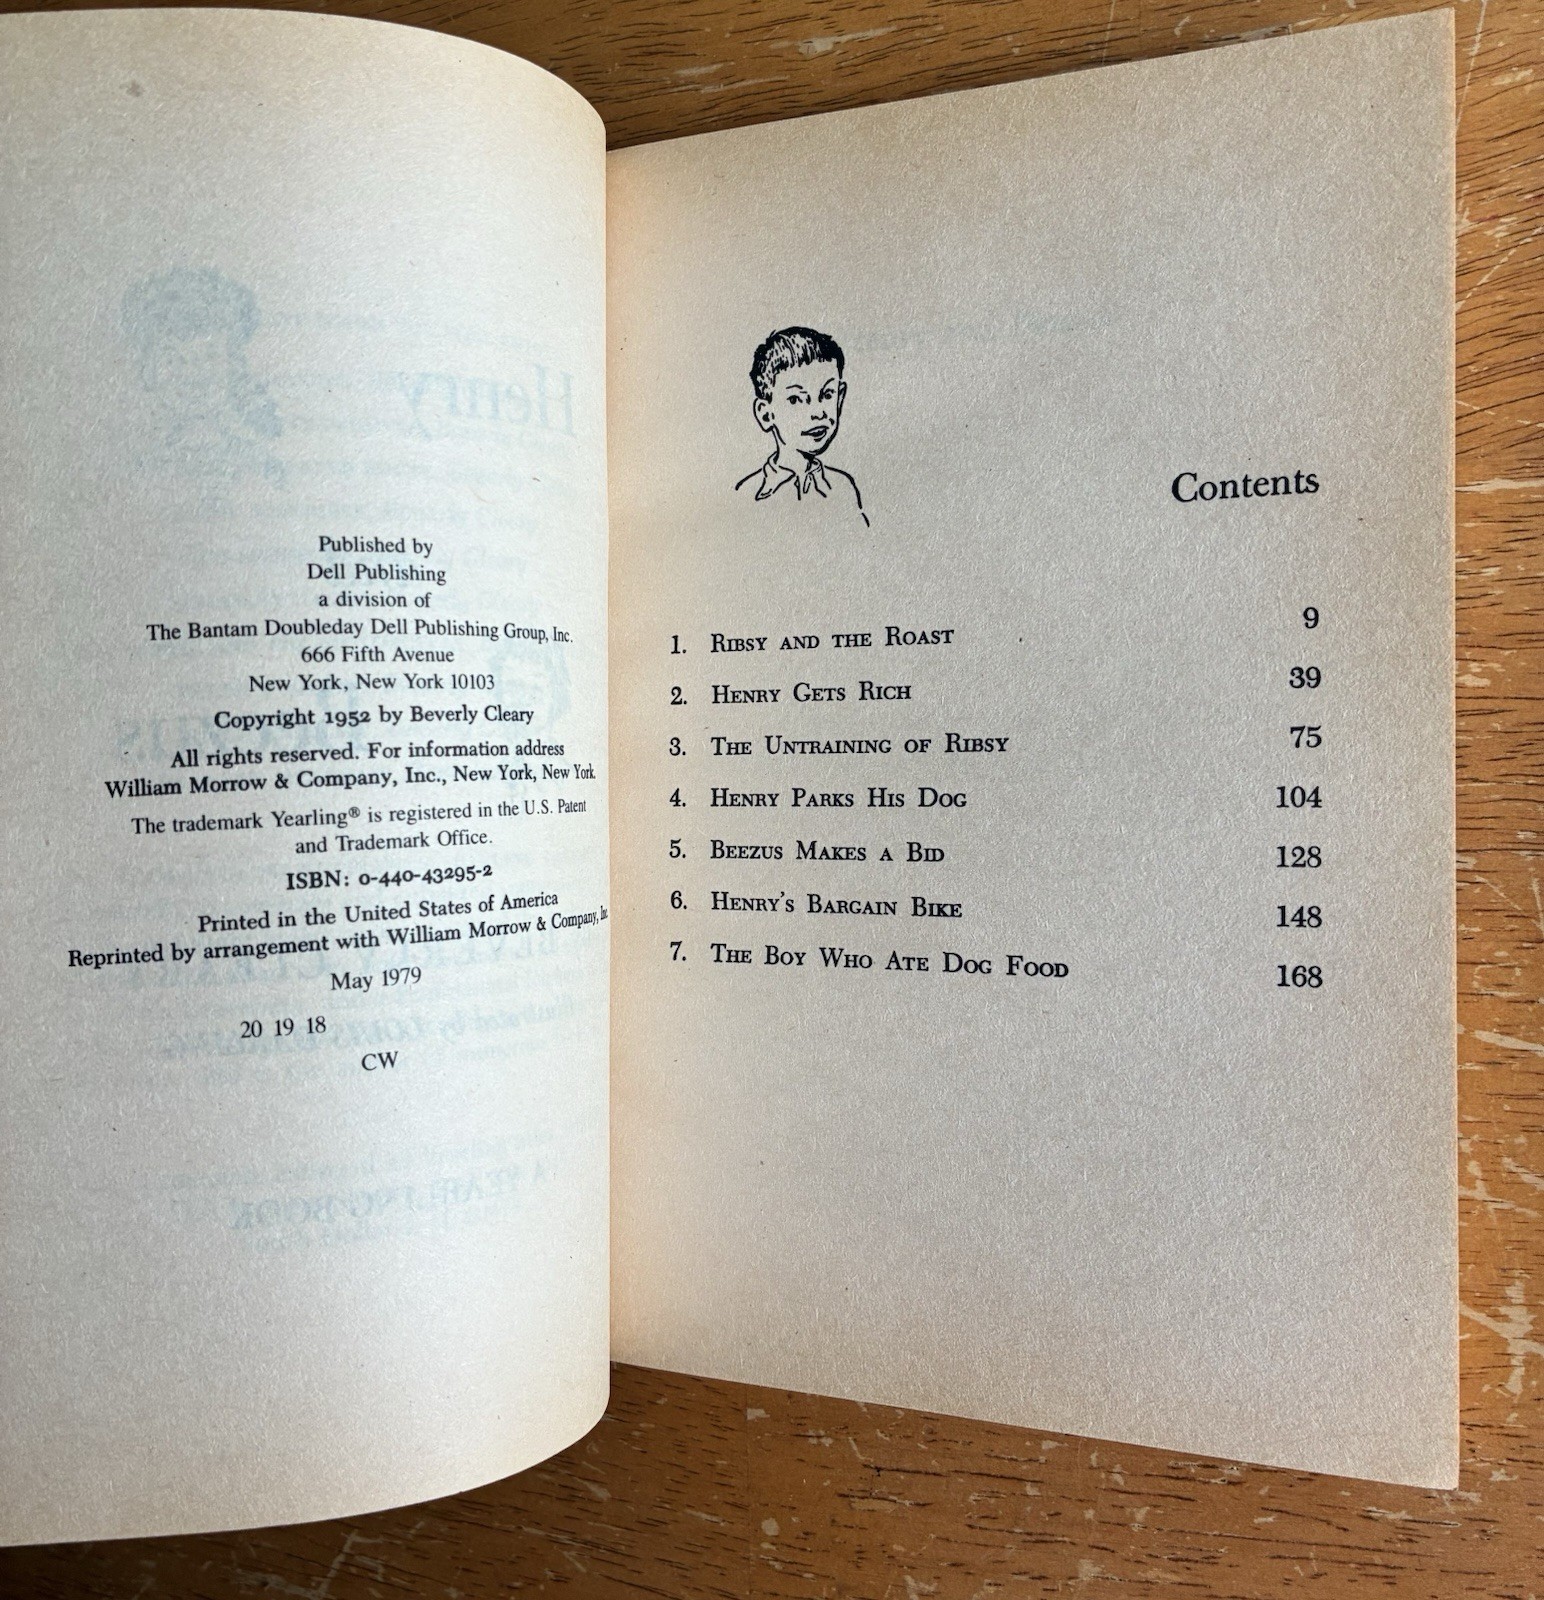 Published by
Dell Publishing
a division of
The Bantam Doubleday Dell Publishing Group, Inc.
666 Fifth Avenue
New York, New York 10103
Copyright 1952 by Beverly Cleary
All rights reserved. For information address
William Morrow & Company, Inc., New York, New York.
The trademark Yearling® is registered in the U.S. Patent
and Trademark Office.
ISBN: 0-440-43295-2
Printed in the United States of America
Reprinted by arrangement with William Morrow & Company, Inc.
May 1979
20 19 18
CW
Contents
1. Ribsy and the Roast 9
2. Henry Gets Rich 39
3. The Untraining of Ribsy 75
4. Henry Parks His Dog 104
5. Beezus Makes a Bid 128
6. Henry's Bargain Bike 148
7. The Boy Who Ate Dog Food 168